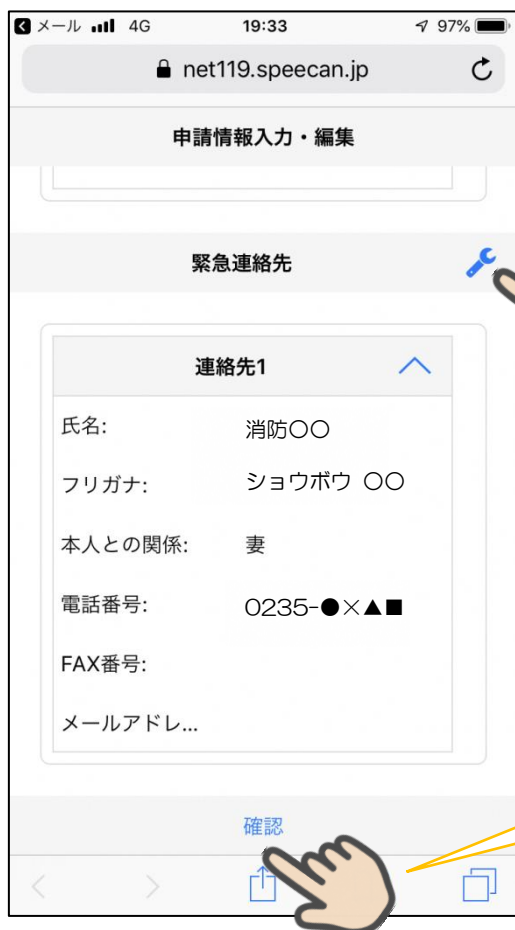 メール 4G 19:33 97%
net119.speecan.jp
申請情報入力・編集
緊急連絡先
連絡先1
氏名: 消防〇〇
フリガナ: ショウボウ 〇〇
本人との関係: 妻
電話番号: 0235-●×▲■
FAX番号:
メールアドレ...
確認